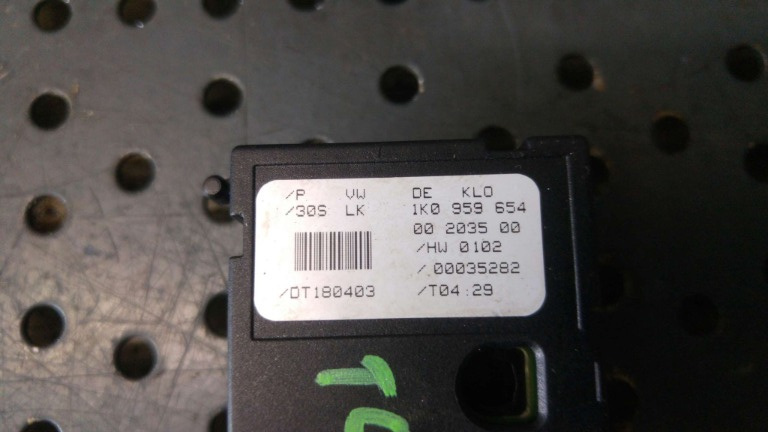 /P VW DE KLO
/30S LK 1K0 959 654
00 2035 00
/HW 0102
/.00035282
/DT180403 /T04:29